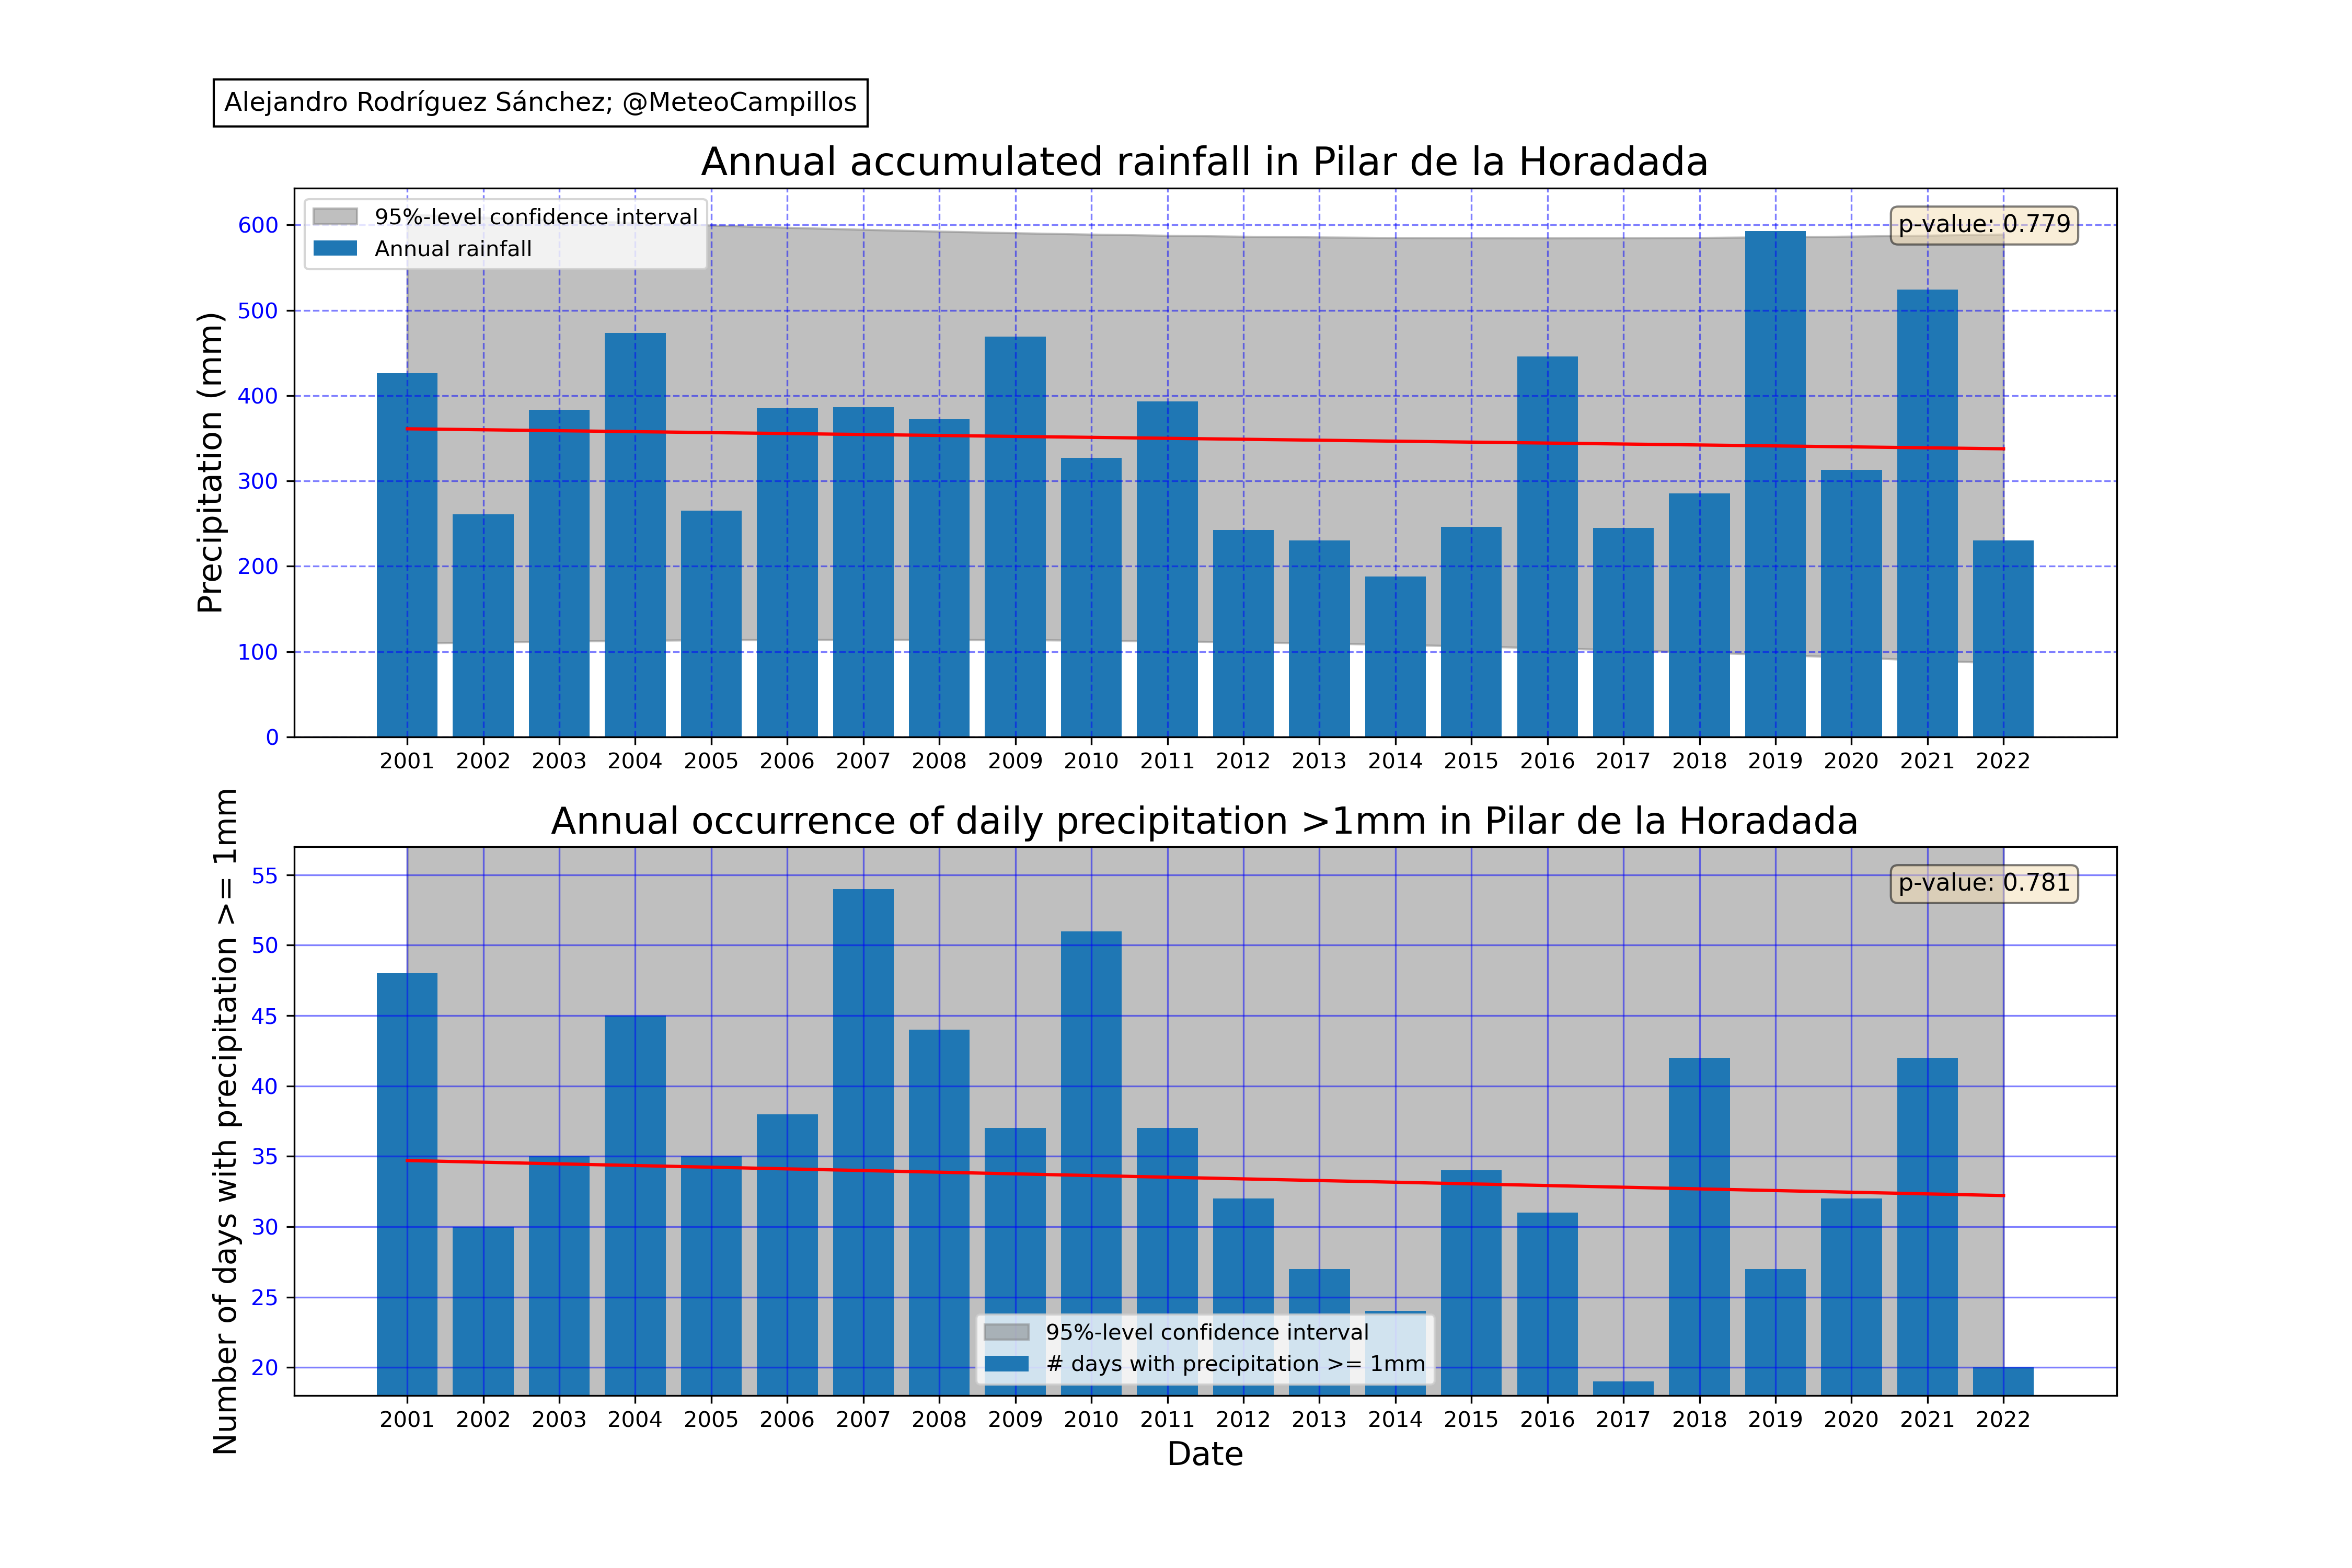 Alejandro Rodríguez Sánchez; @MeteoCampillos
Annual accumulated rainfall in Pilar de la Horadada
95%-level confidence interval
Annual rainfall
p-value: 0.779
Precipitation (mm)
600
500
400
300
200
100
0
2001 2002 2003 2004 2005 2006 2007 2008 2009 2010 2011 2012 2013 2014 2015 2016 2017 2018 2019 2020 2021 2022
Annual occurrence of daily precipitation >1mm in Pilar de la Horadada
p-value: 0.781
Number of days with precipitation >= 1mm
55
50
45
40
35
30
25
20
95%-level confidence interval
# days with precipitation >= 1mm
2001 2002 2003 2004 2005 2006 2007 2008 2009 2010 2011 2012 2013 2014 2015 2016 2017 2018 2019 2020 2021 2022
Date